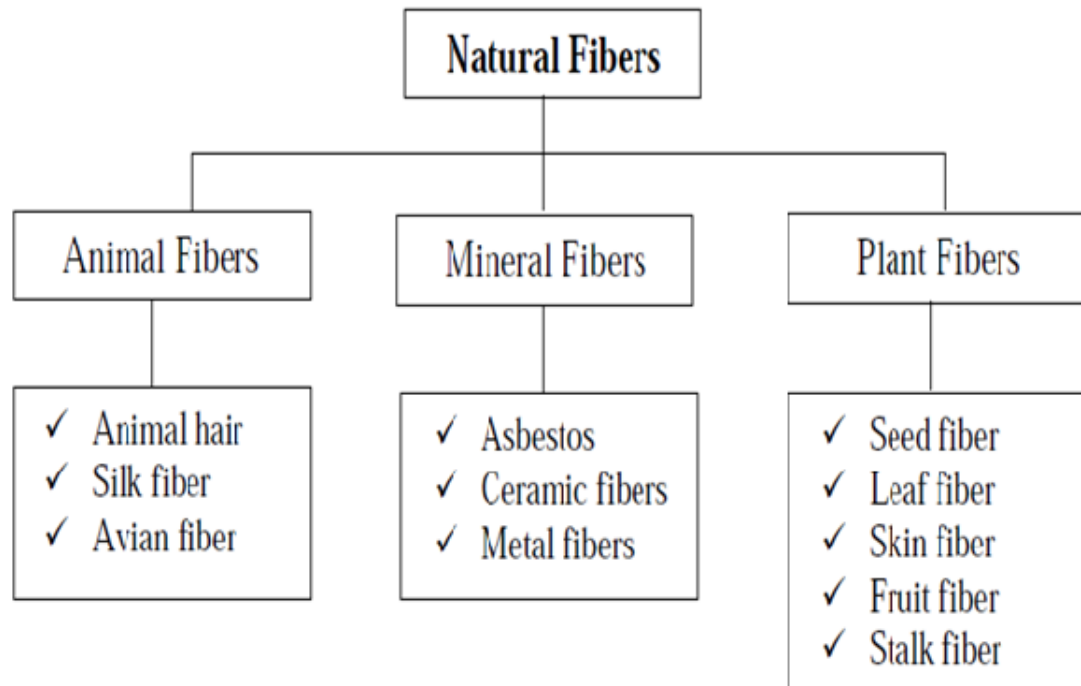 Natural Fibers
Animal Fibers
Mineral Fibers
Plant Fibers
✓ Animal hair
✓ Silk fiber
✓ Avian fiber
✓ Asbestos
✓ Ceramic fibers
✓ Metal fibers
✓ Seed fiber
✓ Leaf fiber
✓ Skin fiber
✓ Fruit fiber
✓ Stalk fiber